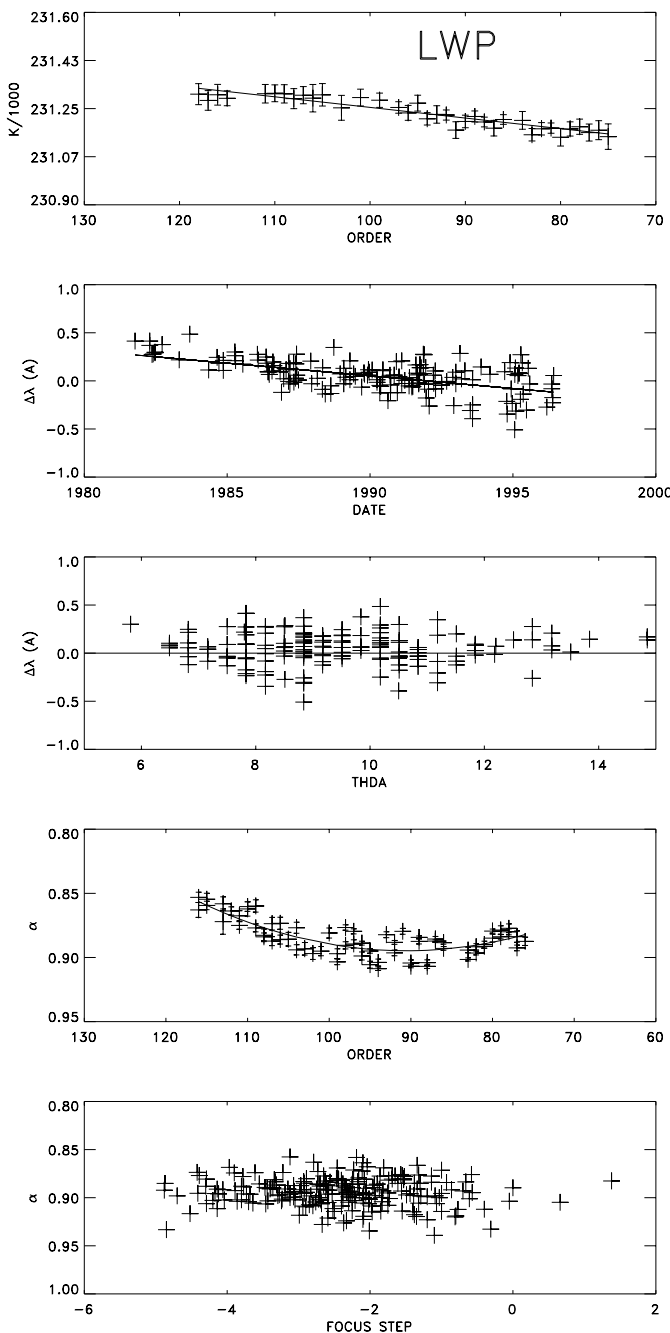 LWP
231.60
231.43
231.25
231.07
230.90
K/1000
130 120 110 100 90 80 70
ORDER
1.0
0.5
0.0
−0.5
−1.0
Δλ (A)
1980 1985 1990 1995 2000
DATE
1.0
0.5
0.0
−0.5
−1.0
Δλ (A)
6 8 10 12 14
THDA
0.80
0.85
0.90
0.95
α
130 120 110 100 90 80 70 60
ORDER
0.80
0.85
0.90
0.95
1.00
α
−6 −4 −2 0 2
FOCUS STEP